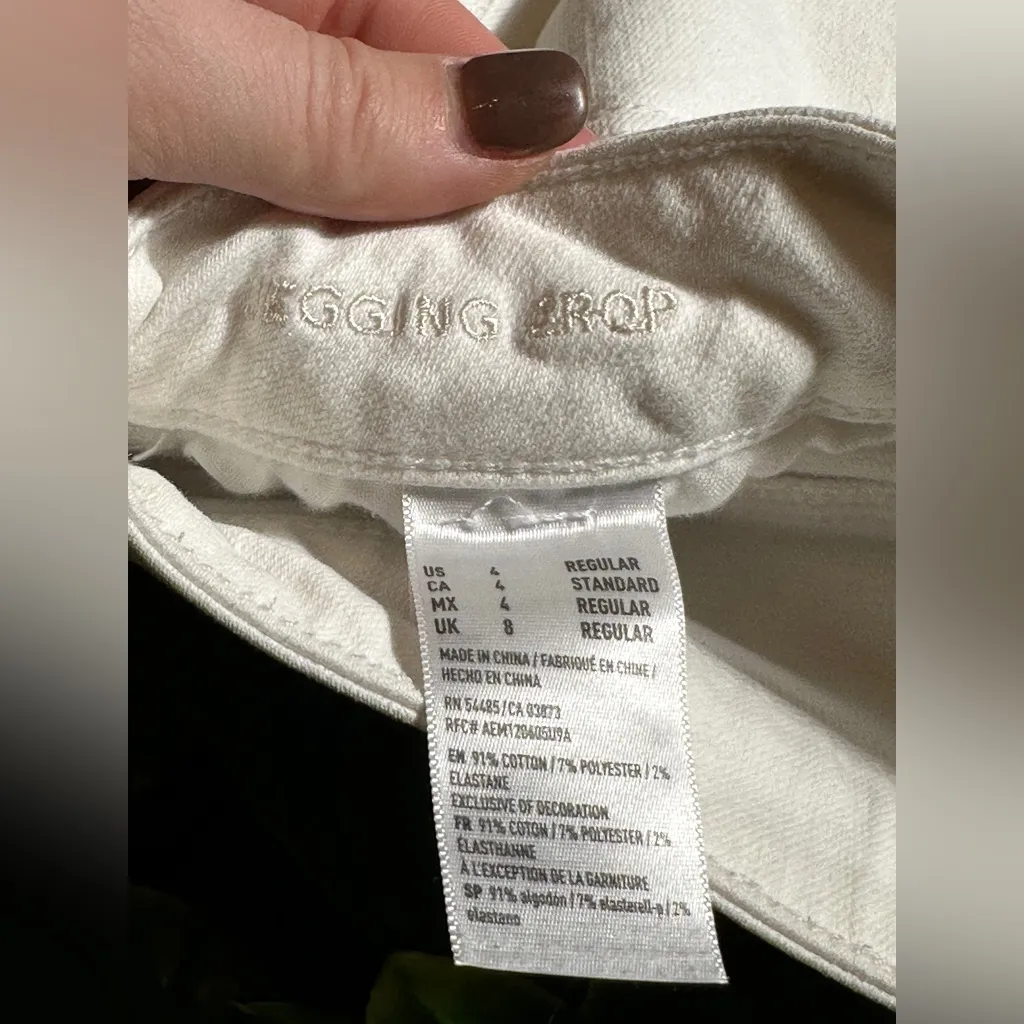 EGGING CROP
US 4 REGULAR
CA 4 STANDARD
MX 4 REGULAR
UK 8 REGULAR
MADE IN CHINA / FABRIQUÉ EN CHINE /
HECHO EN CHINA
RN 54485 / CA 03873
RFC# AEM120605U9A
EN 91% COTTON / 7% POLYESTER / 2%
ELASTANE
EXCLUSIVE OF DECORATION
FR 91% COTON / 7% POLYESTER / 2%
ÉLASTHANNE
À L'EXCEPTION DE LA GARNITURE
SP 91% algodón / 7% elasterell-p / 2%
elastano